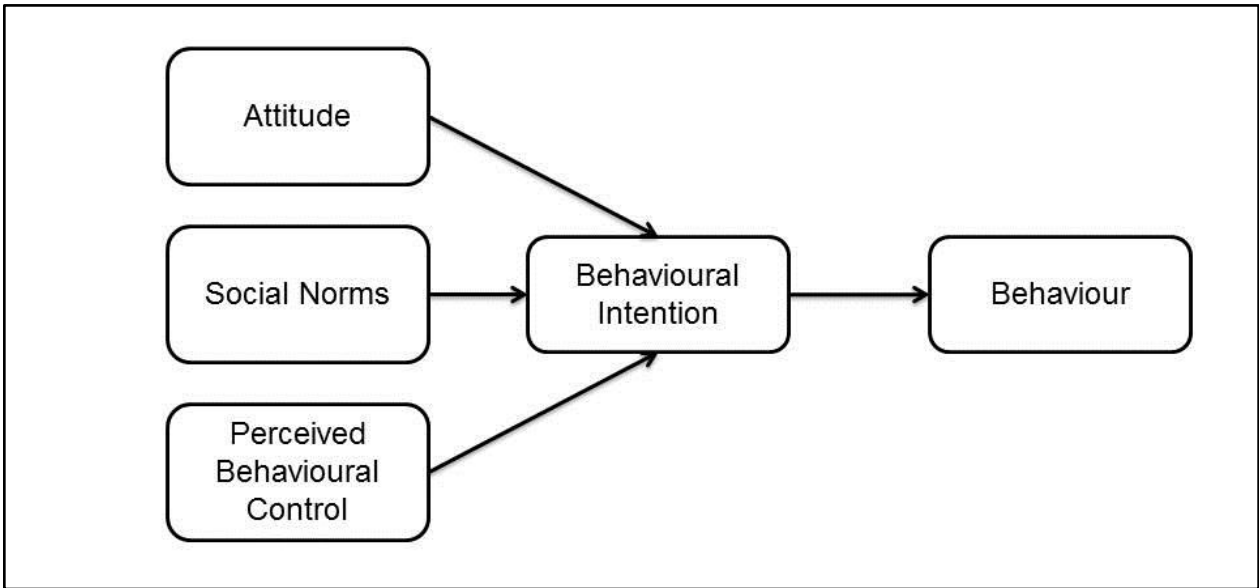 Attitude
Social Norms
Perceived
Behavioural
Control
Behavioural
Intention
Behaviour